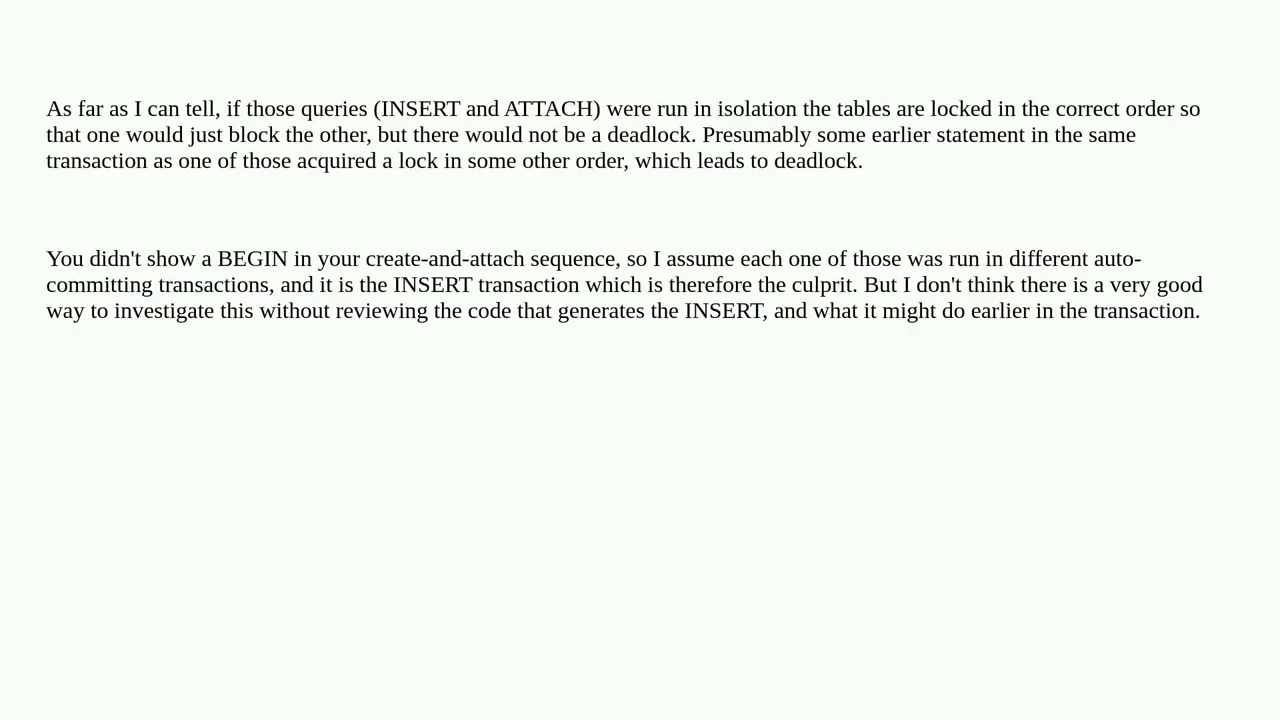 As far as I can tell, if those queries (INSERT and ATTACH) were run in isolation the tables are locked in the correct order so
that one would just block the other, but there would not be a deadlock. Presumably some earlier statement in the same
transaction as one of those acquired a lock in some other order, which leads to deadlock.
You didn't show a BEGIN in your create-and-attach sequence, so I assume each one of those was run in different auto-
committing transactions, and it is the INSERT transaction which is therefore the culprit. But I don't think there is a very good
way to investigate this without reviewing the code that generates the INSERT, and what it might do earlier in the transaction.